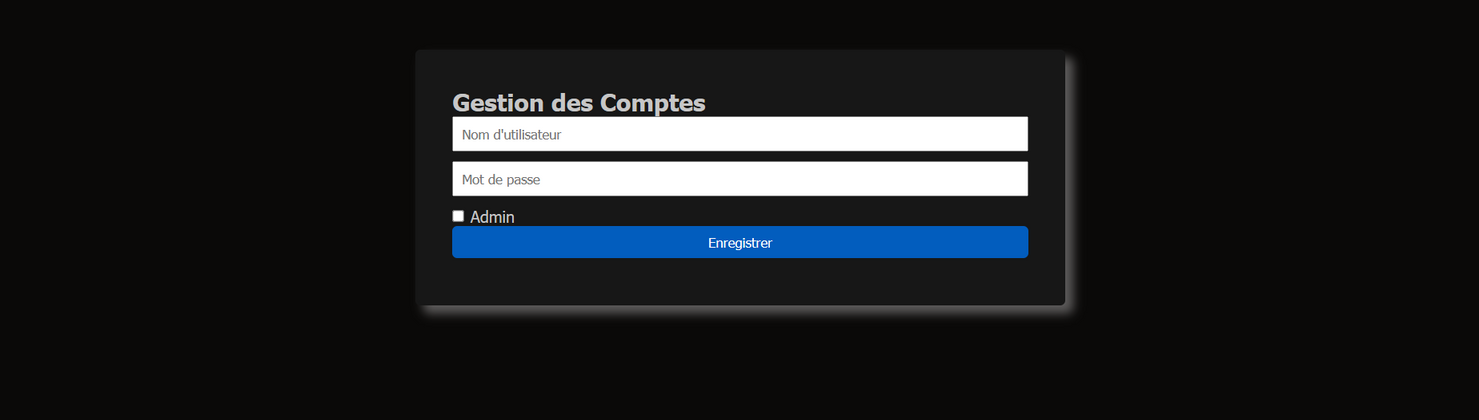 Gestion des Comptes
Nom d'utilisateur
Mot de passe
Admin
Enregistrer